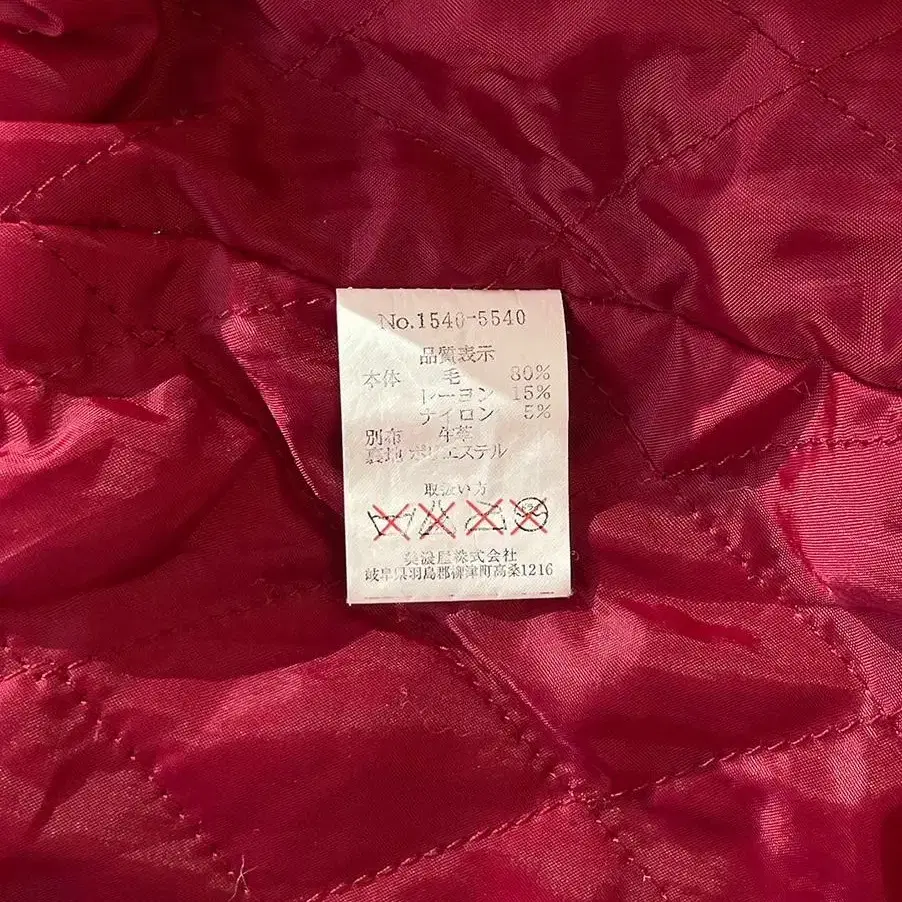 No.1540-5540
品質表示
本体 毛 80%
レーヨン 15%
ナイロン 5%
別布 牛革
裏地 ポリエステル
取扱い方
美濃屋株式会社
岐阜県羽島郡柳津町高桑1216